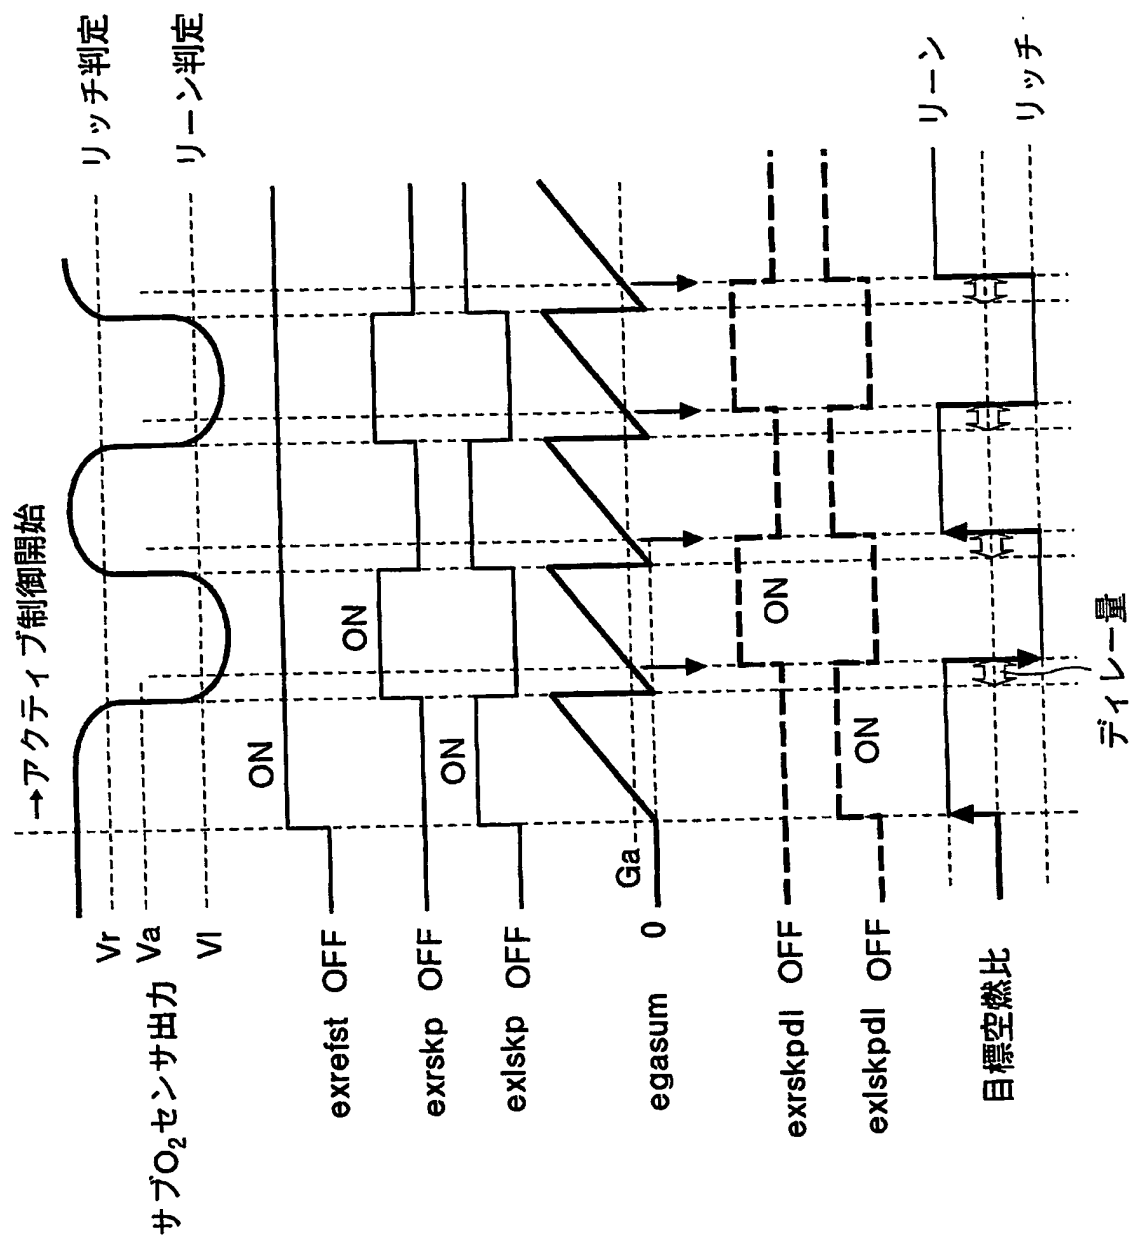 →アクティブ制御開始
リッチ判定
リーン判定
Vr
Va
Vl
サブO₂センサ出力
ON
exrefst OFF
ON
exrskp OFF
ON
exlskp OFF
Ga
egasum 0
ON
exrskpdl OFF
ON
exlskpdl OFF
リーン
目標空燃比
リッチ
ディレー量